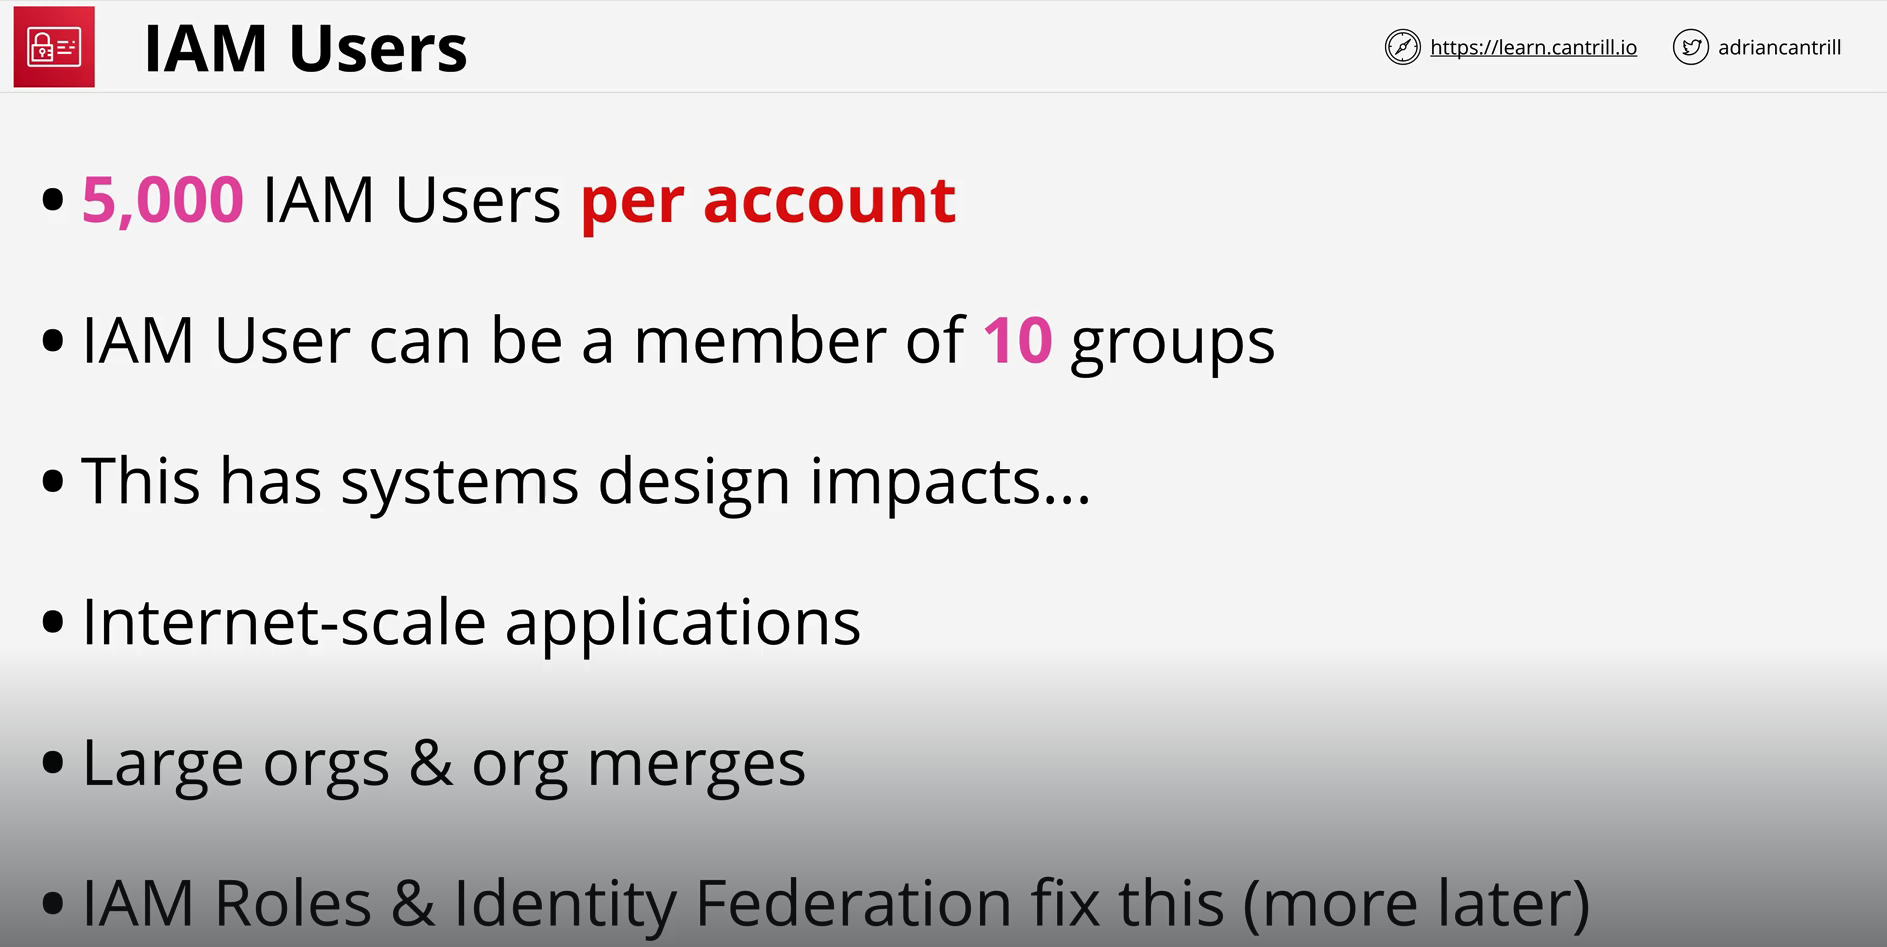 IAM Users
https://learn.cantrill.io
adriancantrill
• 5,000 IAM Users per account
• IAM User can be a member of 10 groups
• This has systems design impacts...
• Internet-scale applications
• Large orgs & org merges
• IAM Roles & Identity Federation fix this (more later)